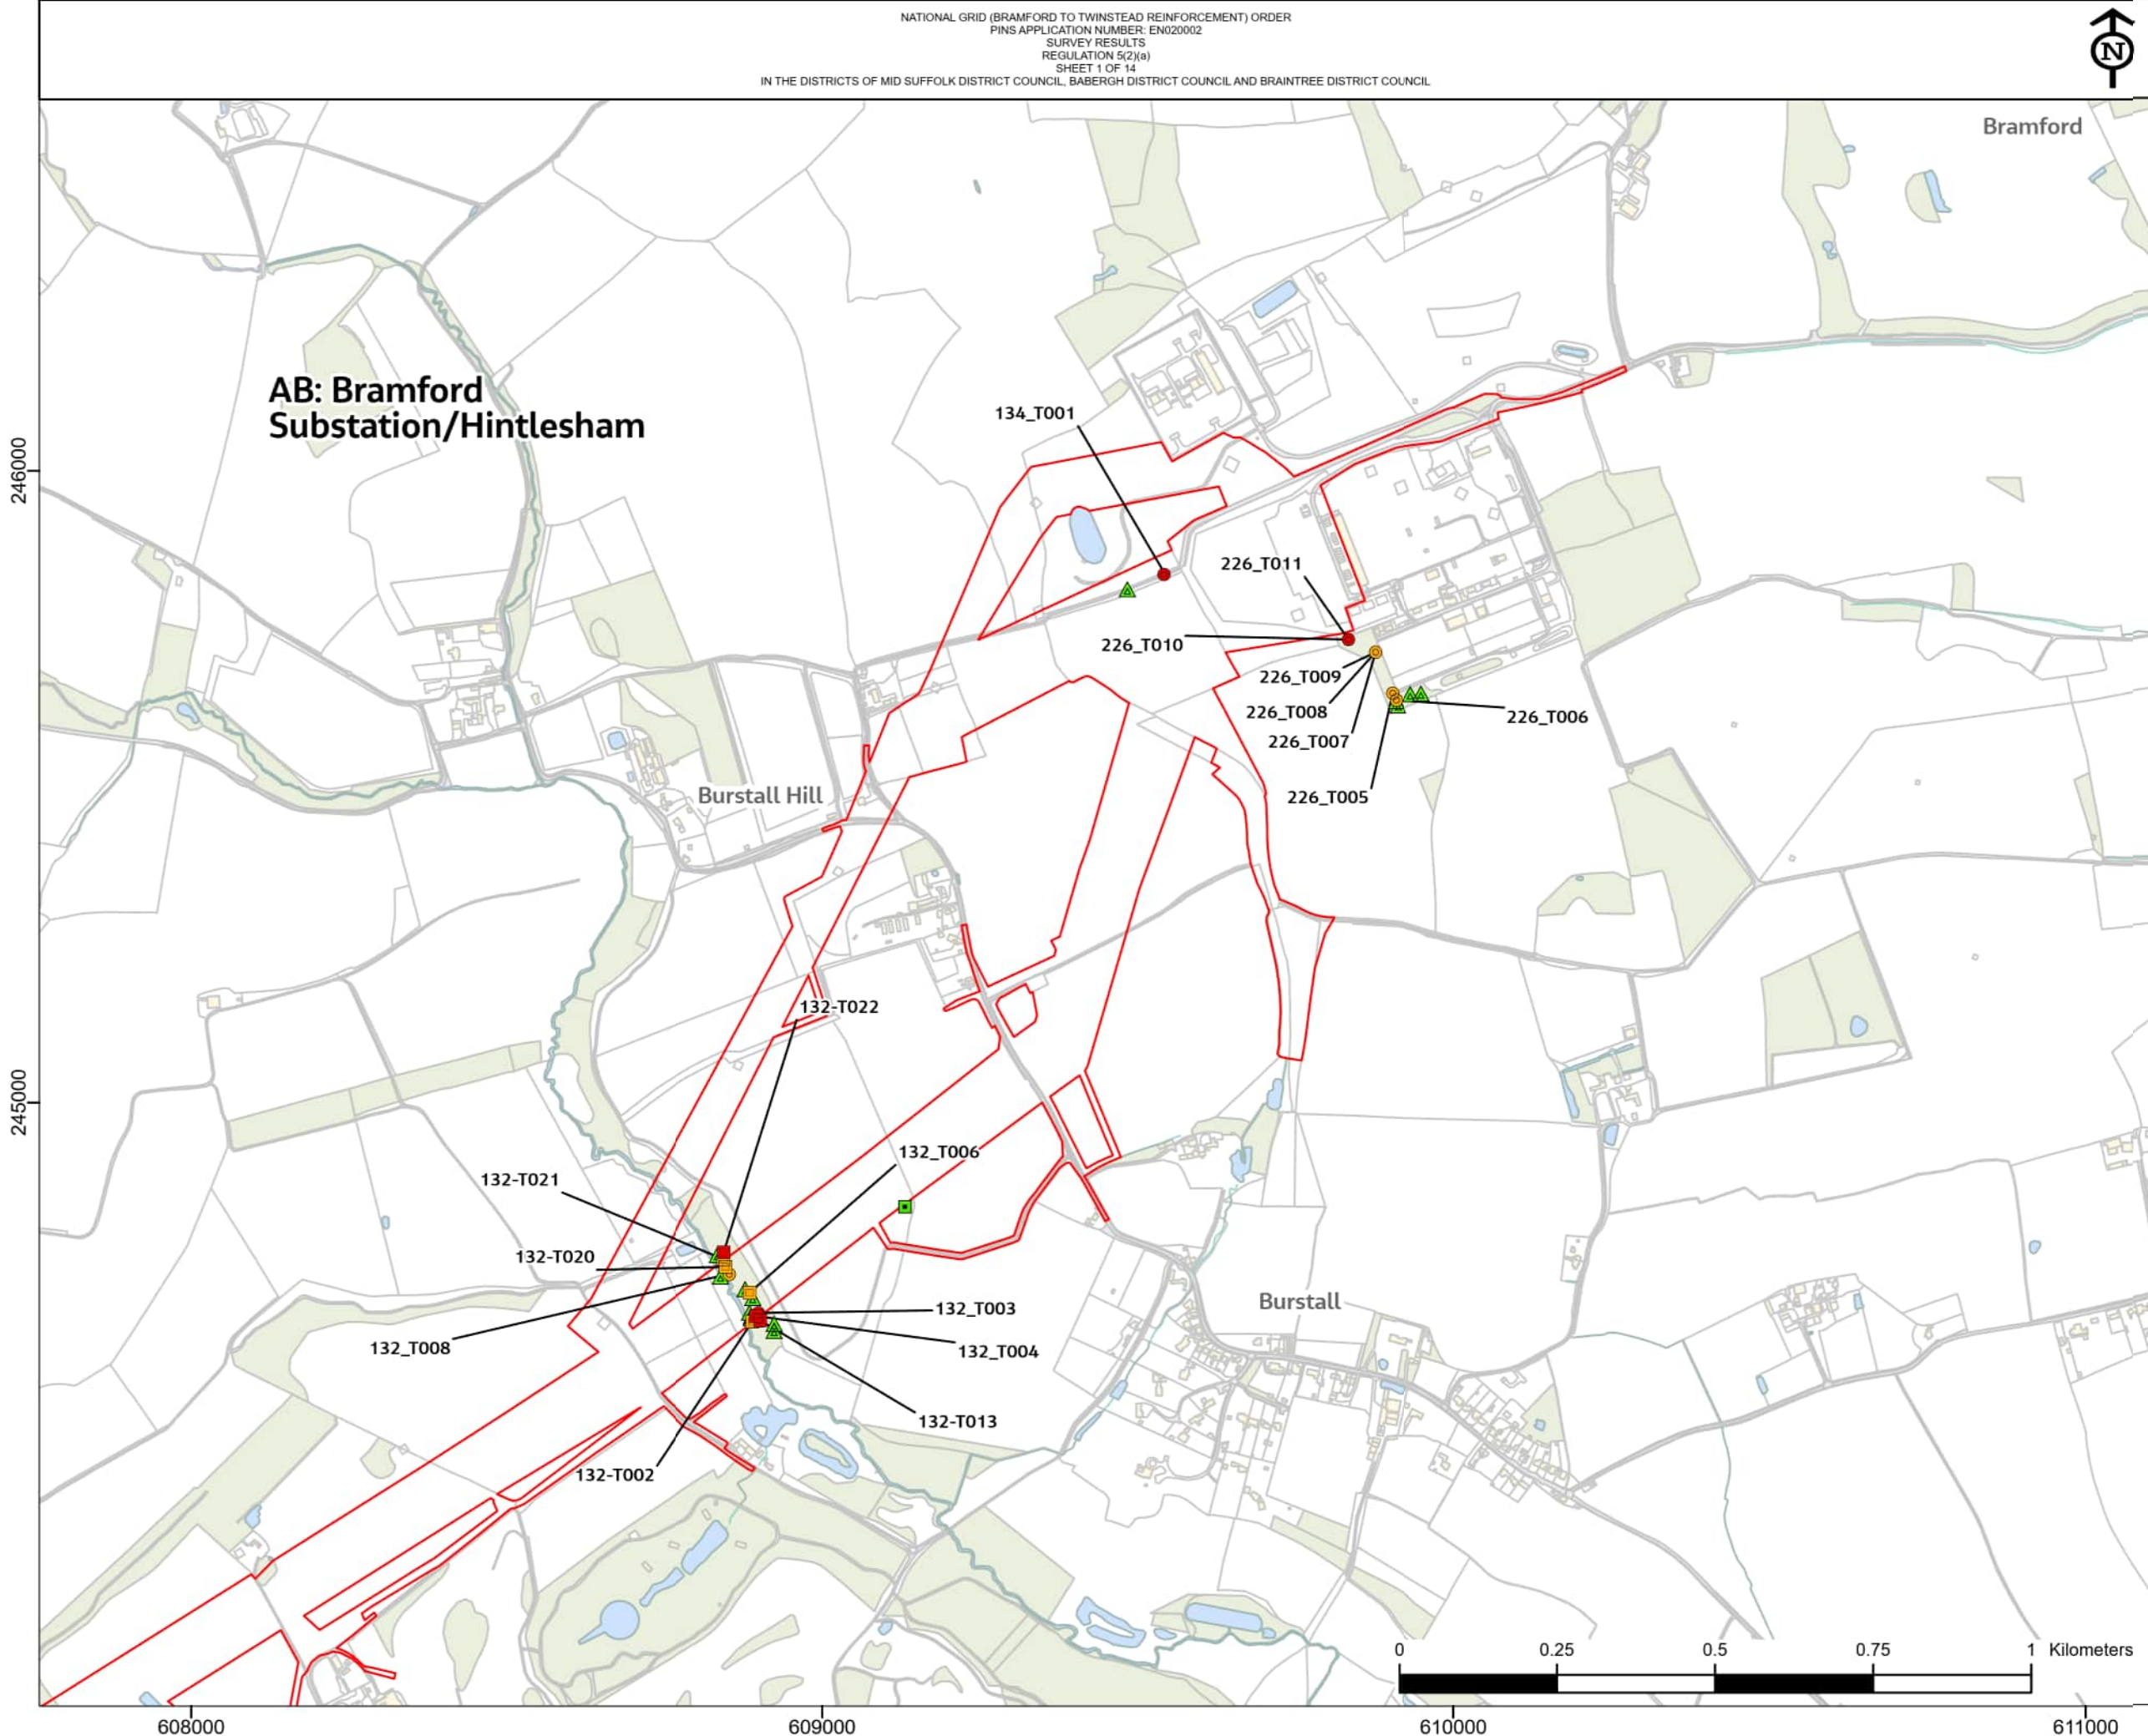 NATIONAL GRID (BRAMFORD TO TWINSTEAD REINFORCEMENT) ORDER
PINS APPLICATION NUMBER: EN020002
SURVEY RESULTS
REGULATION 5(2)(a)
SHEET 1 OF 14
IN THE DISTRICTS OF MID SUFFOLK DISTRICT COUNCIL, BABERGH DISTRICT COUNCIL AND BRAINTREE DISTRICT COUNCIL
N
Bramford
AB: Bramford
Substation/Hintlesham
134_T001
246000
226_T011
226_T010
226_T009
226_T008
226_T006
226_T007
226_T005
Burstall Hill
132-T022
245000
132_T006
132-T021
132-T020
Burstall
132_T003
132_T008
132_T004
132-T013
132-T002
0 0.25 0.5 0.75 1 Kilometers
608000 609000 610000 611000